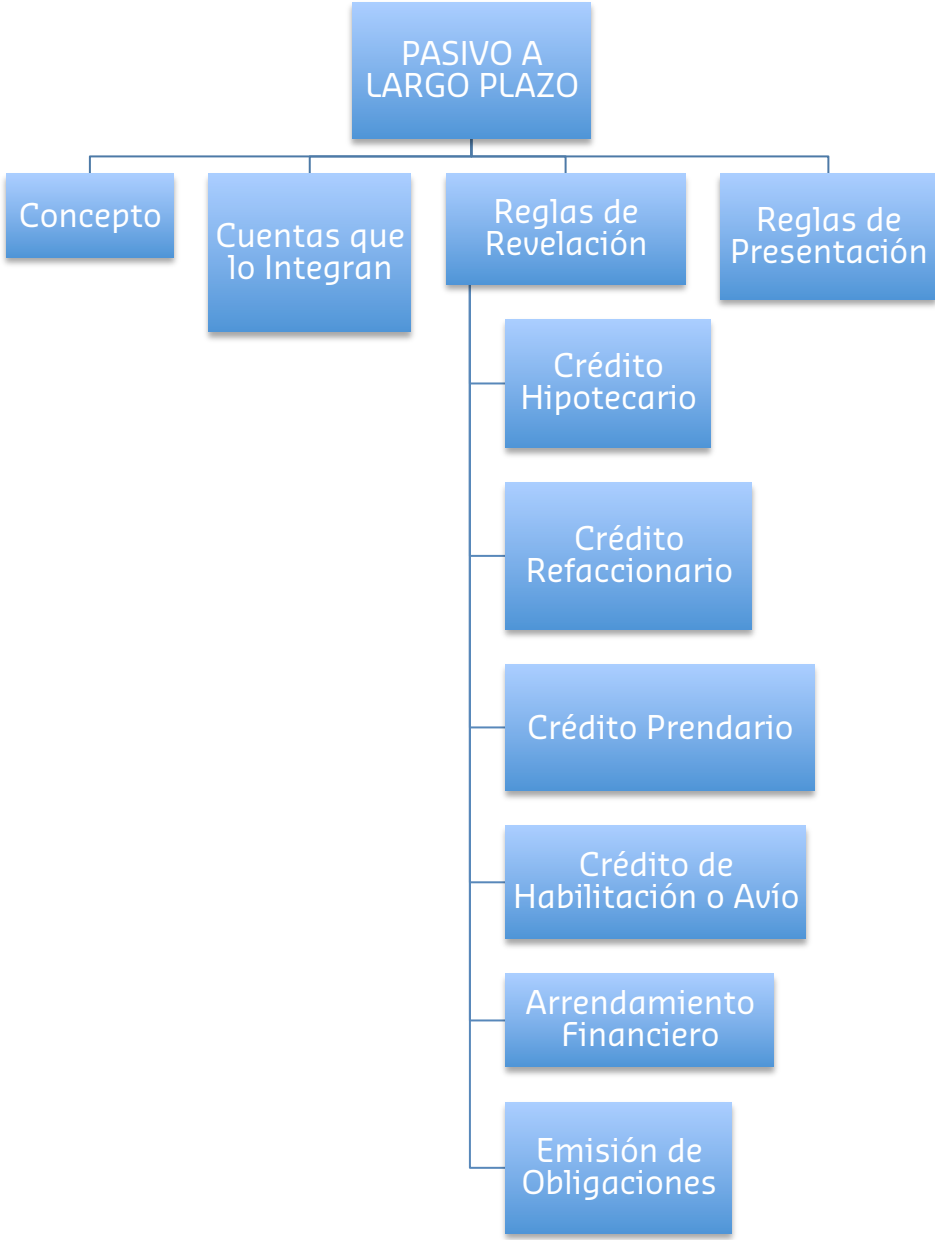 PASIVO A
LARGO PLAZO
Concepto
Cuentas que
lo Integran
Reglas de
Revelación
Reglas de
Presentación
Crédito
Hipotecario
Crédito
Refaccionario
Crédito Prendario
Crédito de
Habilitación o Avío
Arrendamiento
Financiero
Emisión de
Obligaciones